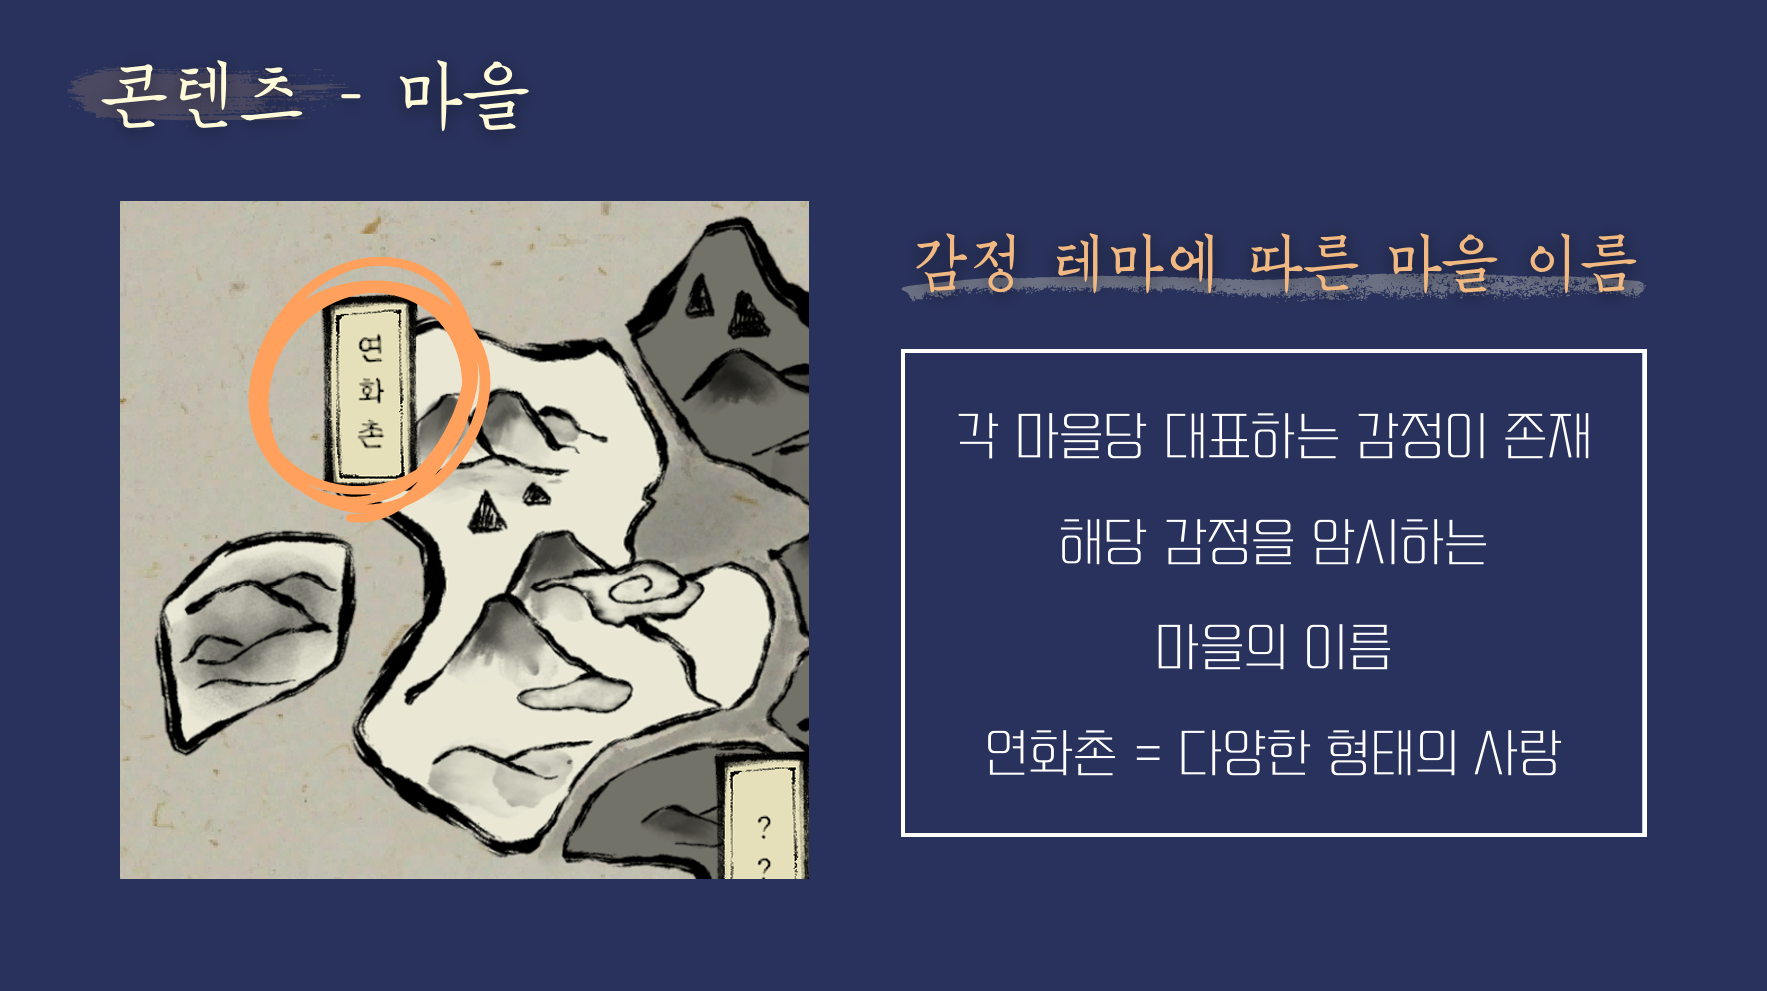 콘텐츠 - 마을
연
화
촌
?
?
감정 테마에 따른 마을 이름
각 마을당 대표하는 감정이 존재
해당 감정을 암시하는
마을의 이름
연화촌 = 다양한 형태의 사랑